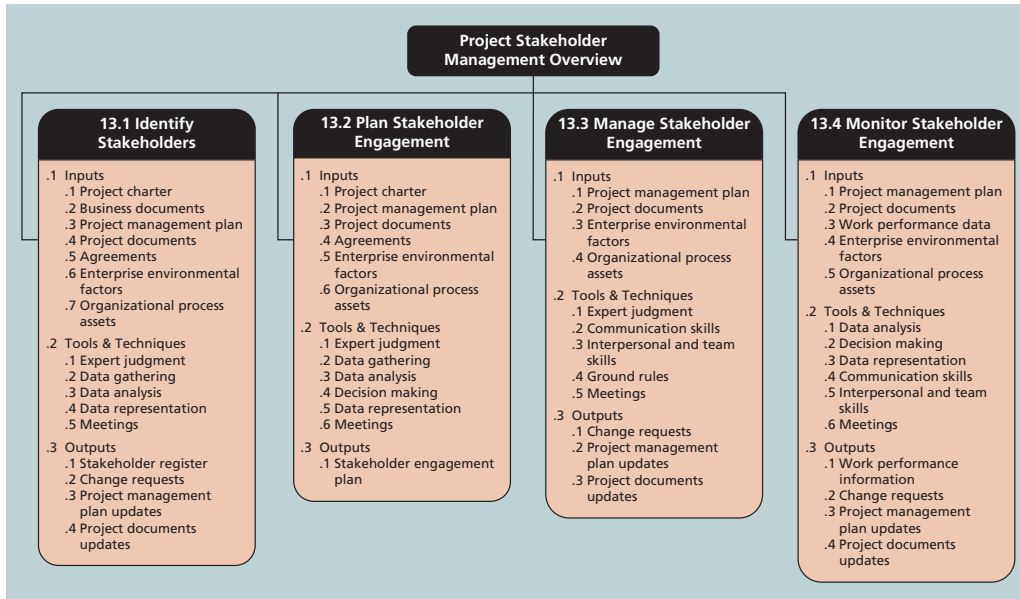 Project Stakeholder
Management Overview
13.1 Identify
Stakeholders
.1 Inputs
.1 Project charter
.2 Business documents
.3 Project management plan
.4 Project documents
.5 Agreements
.6 Enterprise environmental
factors
.7 Organizational process
assets
.2 Tools & Techniques
.1 Expert judgment
.2 Data gathering
.3 Data analysis
.4 Data representation
.5 Meetings
.3 Outputs
.1 Stakeholder register
.2 Change requests
.3 Project management
plan updates
.4 Project documents
updates
13.2 Plan Stakeholder
Engagement
.1 Inputs
.1 Project charter
.2 Project management plan
.3 Project documents
.4 Agreements
.5 Enterprise environmental
factors
.6 Organizational process
assets
.2 Tools & Techniques
.1 Expert judgment
.2 Data gathering
.3 Data analysis
.4 Decision making
.5 Data representation
.6 Meetings
.3 Outputs
.1 Stakeholder engagement
plan
13.3 Manage Stakeholder
Engagement
.1 Inputs
.1 Project management plan
.2 Project documents
.3 Enterprise environmental
factors
.4 Organizational process
assets
.2 Tools & Techniques
.1 Expert judgment
.2 Communication skills
.3 Interpersonal and team
skills
.4 Ground rules
.5 Meetings
.3 Outputs
.1 Change requests
.2 Project management
plan updates
.3 Project documents
updates
13.4 Monitor Stakeholder
Engagement
.1 Inputs
.1 Project management plan
.2 Project documents
.3 Work performance data
.4 Enterprise environmental
factors
.5 Organizational process
assets
.2 Tools & Techniques
.1 Data analysis
.2 Decision making
.3 Data representation
.4 Communication skills
.5 Interpersonal and team
skills
.6 Meetings
.3 Outputs
.1 Work performance
information
.2 Change requests
.3 Project management
plan updates
.4 Project documents
updates